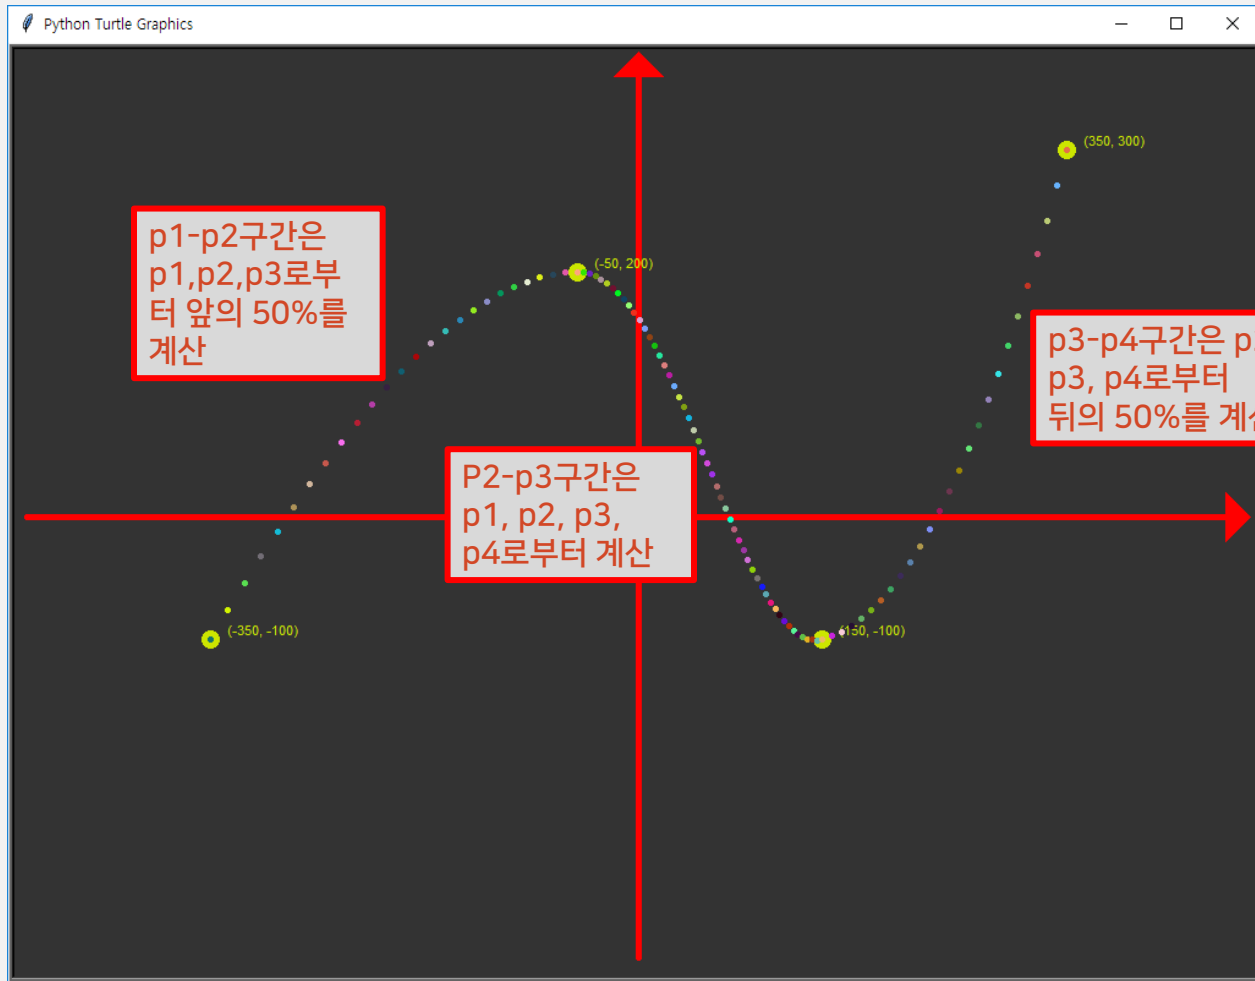 Python Turtle Graphics
(350, 300)
(-50, 200)
p1-p2구간은
p1,p2,p3로부
터 앞의 50%를
계산
p3-p4구간은
p3, p4로부터
뒤의 50%를
P2-p3구간은
p1, p2, p3,
p4로부터 계산
(-350, -100)
(150, -100)